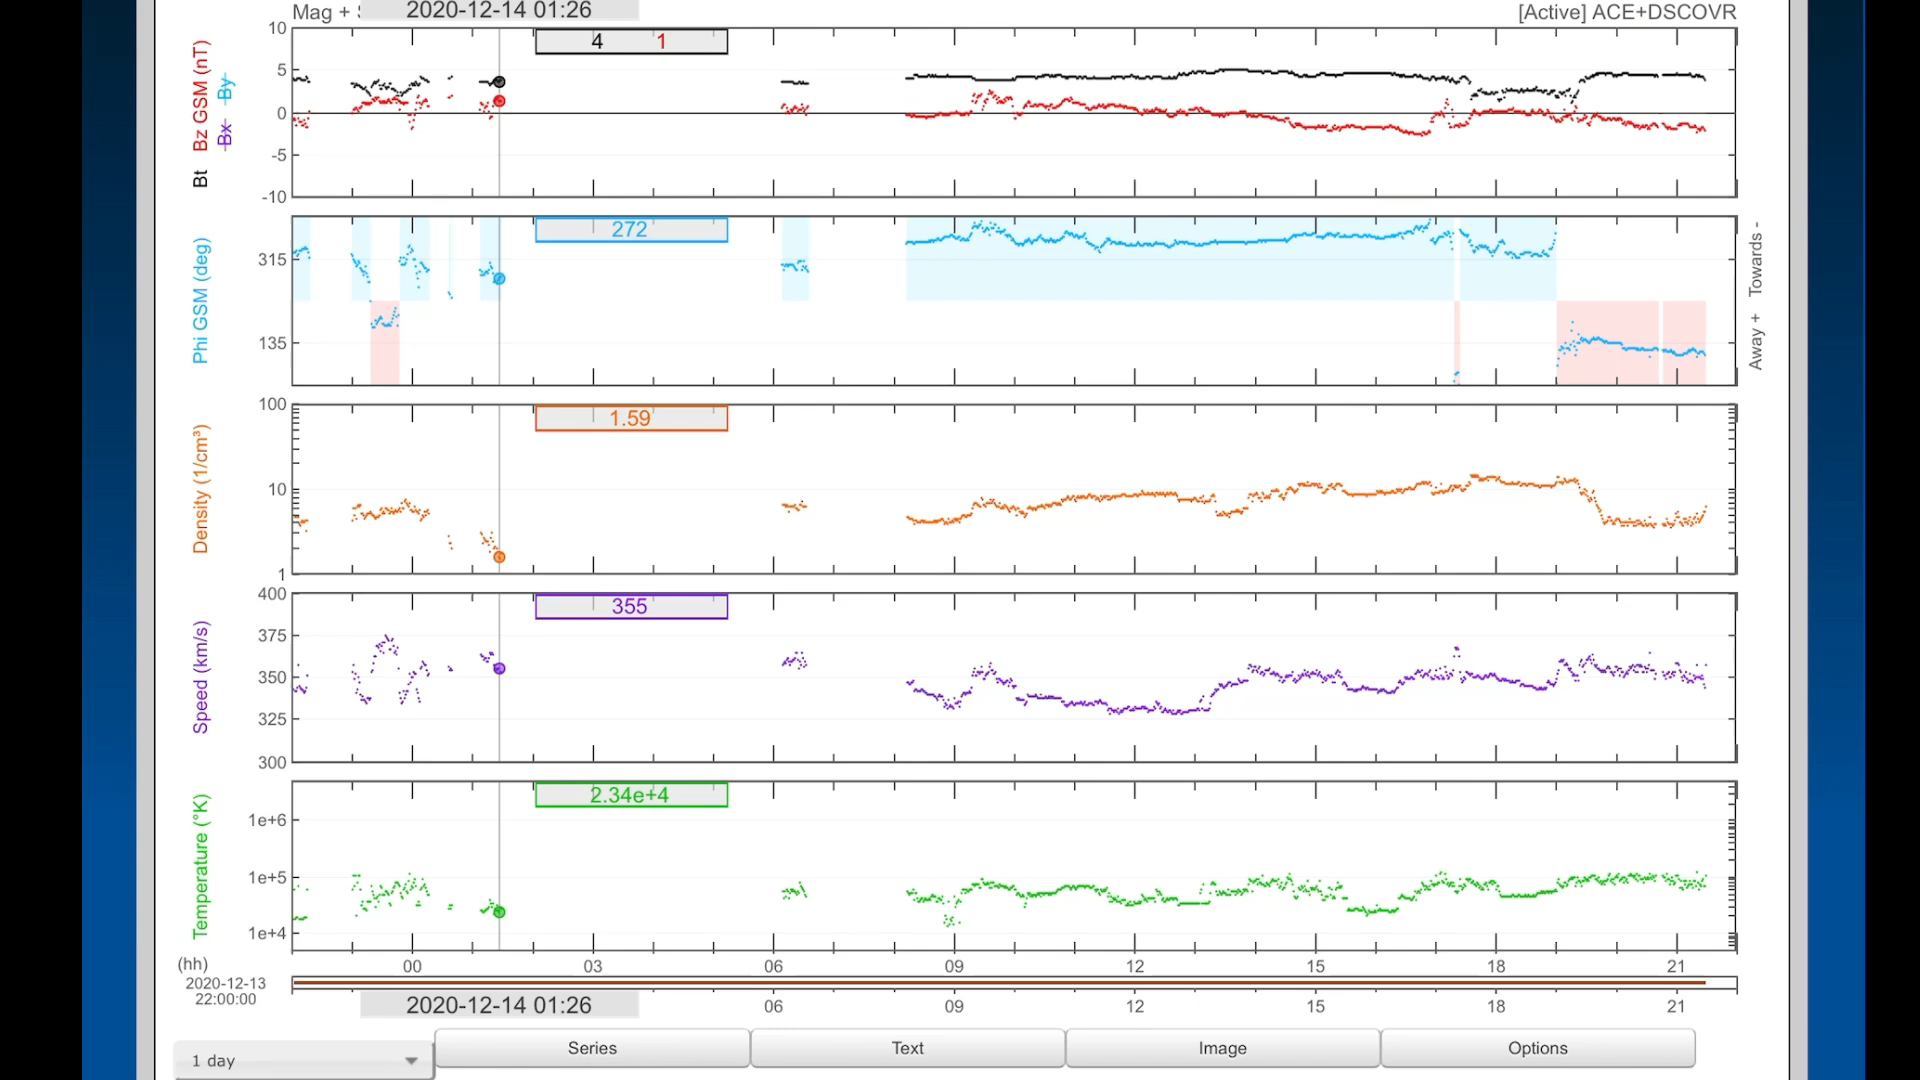 Mag +
2020-12-14 01:26
[Active] ACE+DSCOVR
Bt Bz GSM (nT)
Bx By
10
5
0
-5
-10
4 1
Phi GSM (deg)
315
135
272
Away + Towards -
Density (1/cm³)
100
10
1
1.59
Speed (km/s)
400
375
350
325
300
355
Temperature (°K)
1e+6
1e+5
1e+4
2.34e+4
(hh)
00 03 06 09 12 15 18 21
2020-12-13
22:00:00
2020-12-14 01:26
06 09 12 15 18 21
1 day
Series Text Image Options